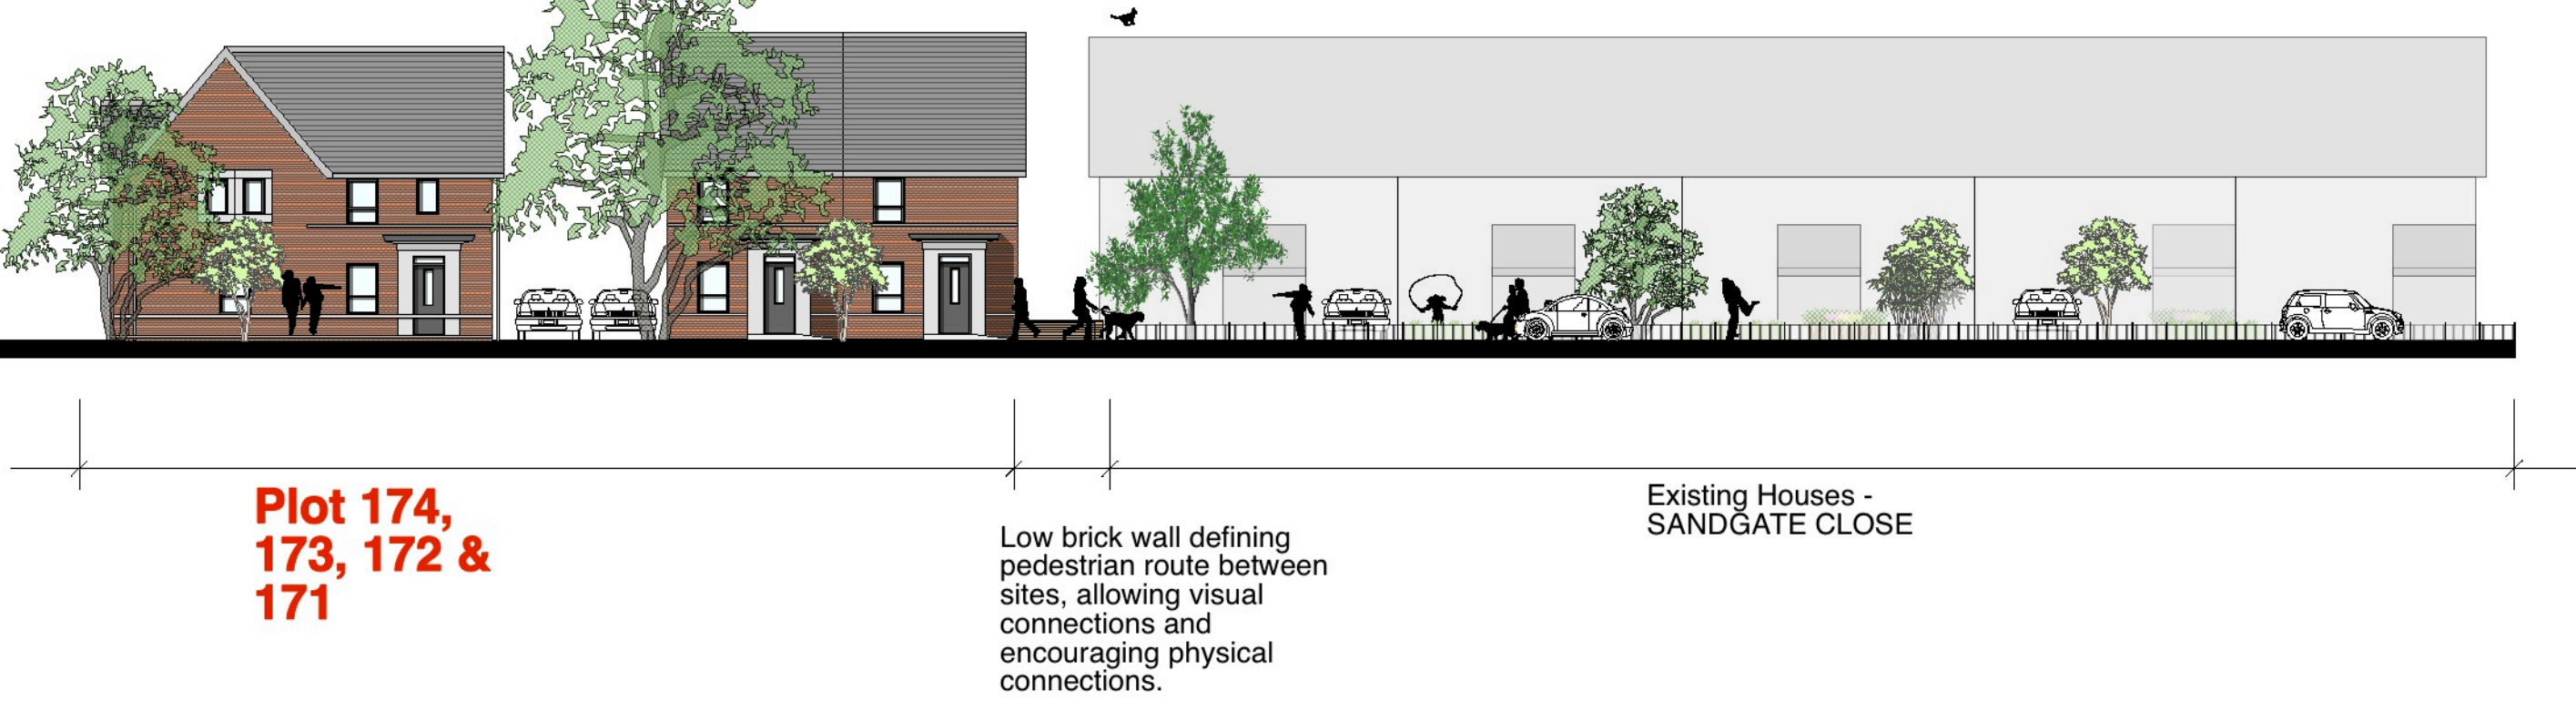 Plot 174,
173, 172 &
171
Low brick wall defining
pedestrian route between
sites, allowing visual
connections and
encouraging physical
connections.
Existing Houses -
SANDGATE CLOSE